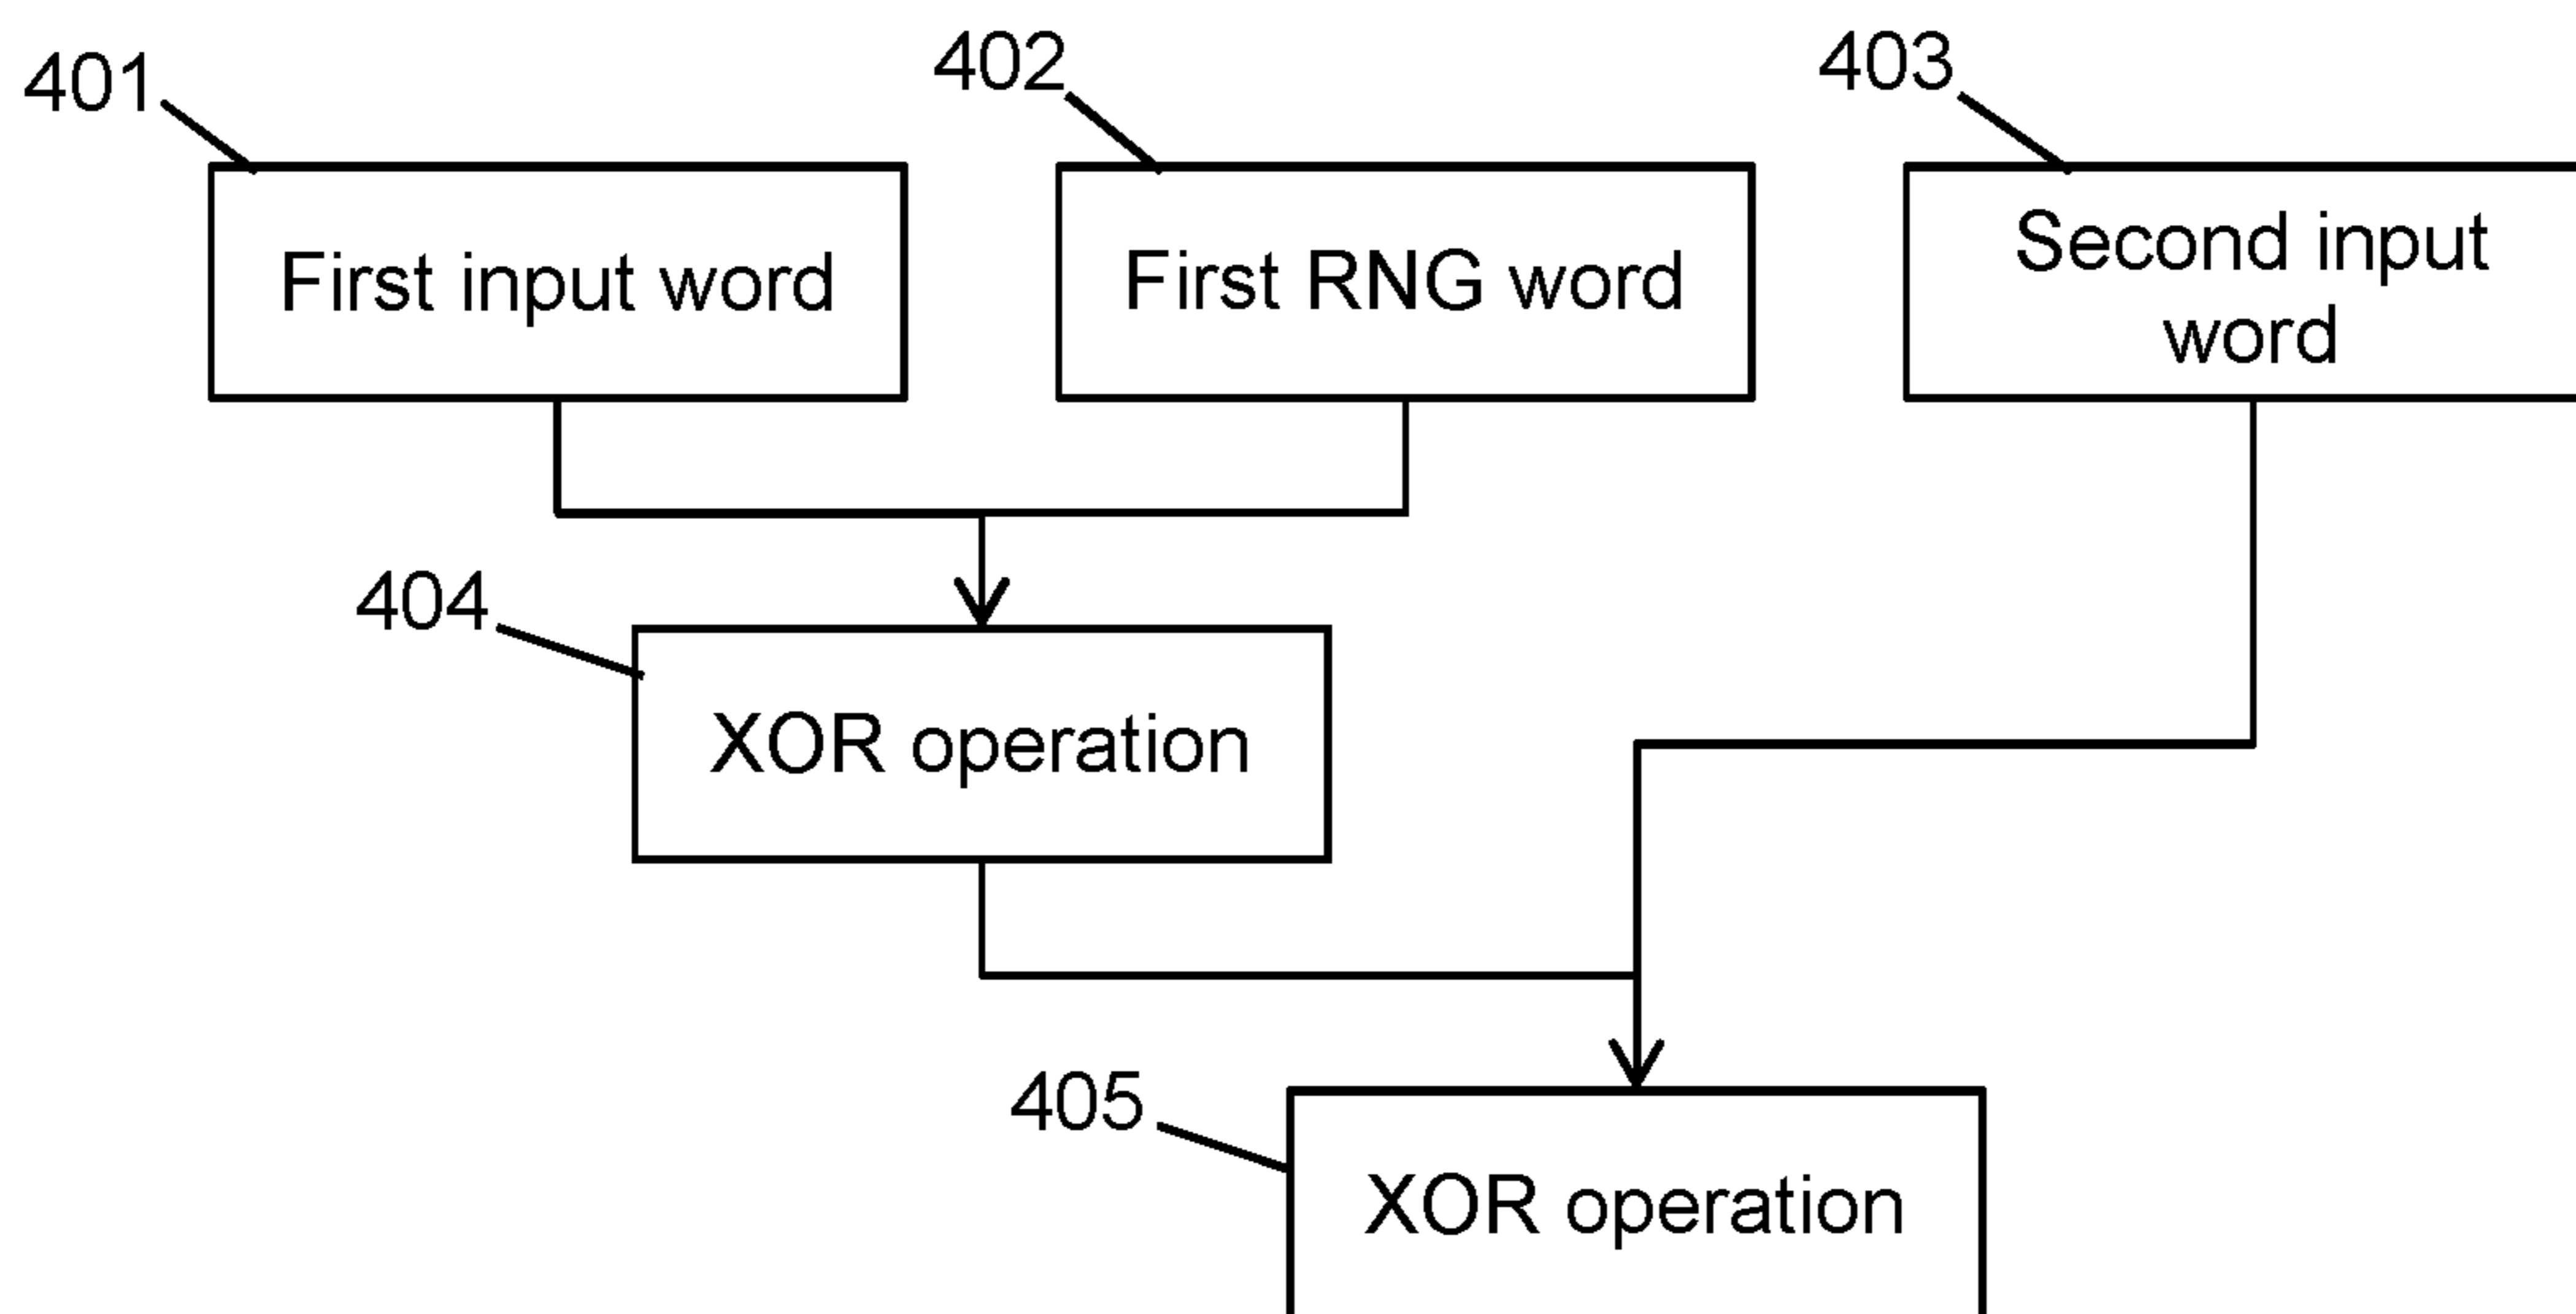 401
402
403
First input word
First RNG word
Second input
word
404
XOR operation
405
XOR operation